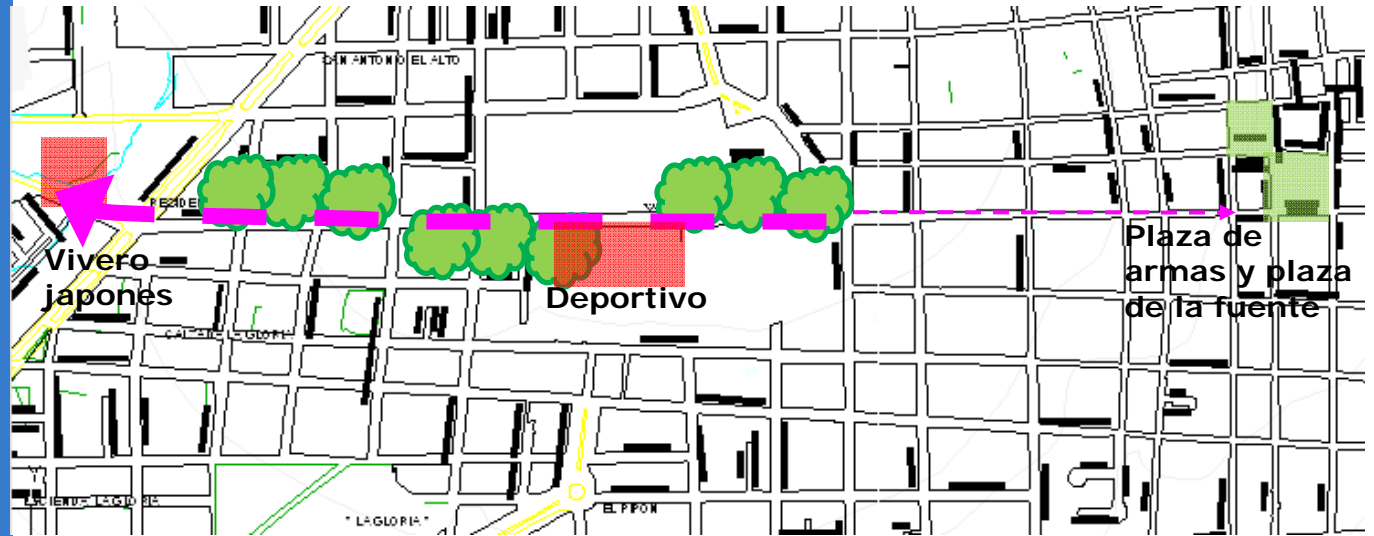 SAN ANTONIO EL ALTO
Vivero
japones
Deportivo
Plaza de
armas y plaza
de la fuente
" LA GLORIA "
EL PIPON